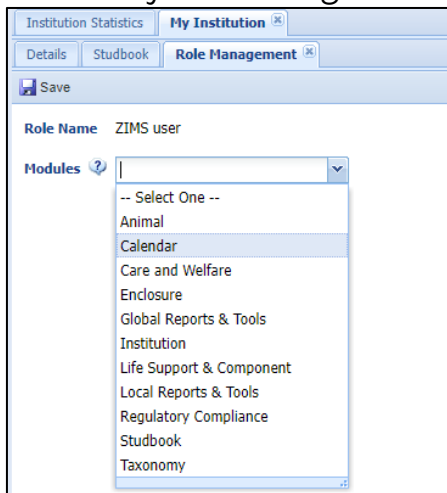 Institution Statistics My Institution
Details Studbook Role Management
Save
Role Name ZIMS user
Modules
-- Select One --
Animal
Calendar
Care and Welfare
Enclosure
Global Reports & Tools
Institution
Life Support & Component
Local Reports & Tools
Regulatory Compliance
Studbook
Taxonomy